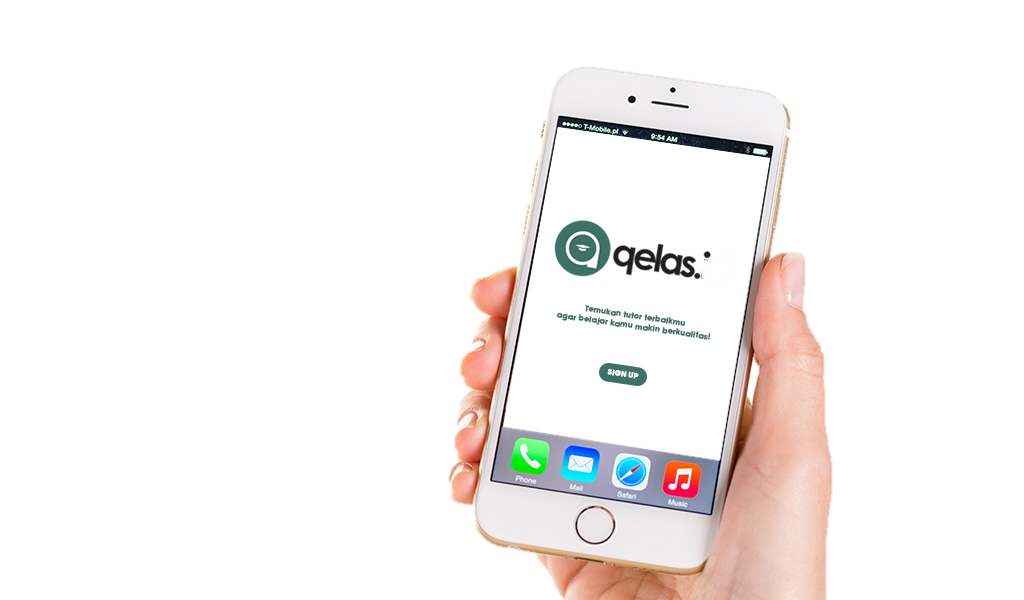 T-Mobile.pl
9:54 AM
qelas.i
Temukan tutor terbaikmu
agar belajar kamu makin berkualitas!
SIGN UP
Phone
Mail
Safari
Music